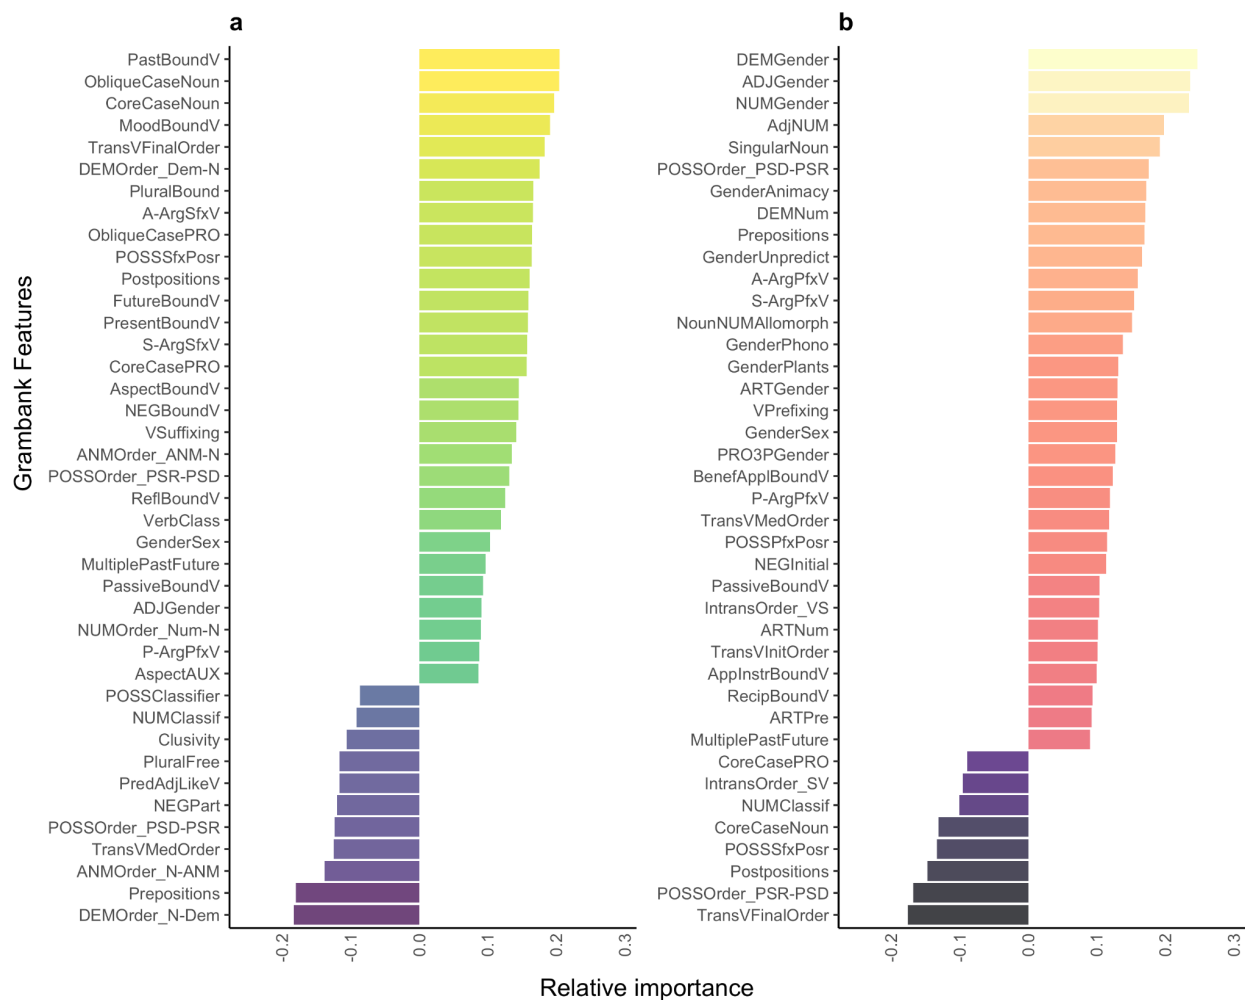 a
b
Grambank Features
PastBoundV
ObliqueCaseNoun
CoreCaseNoun
MoodBoundV
TransVFinalOrder
DEMOrder_Dem-N
PluralBound
A-ArgSfxV
ObliqueCasePRO
POSSSfxPosr
Postpositions
FutureBoundV
PresentBoundV
S-ArgSfxV
CoreCasePRO
AspectBoundV
NEGBoundV
VSuffixing
ANMOrder_ANM-N
POSSOrder_PSR-PSD
ReflBoundV
VerbClass
GenderSex
MultiplePastFuture
PassiveBoundV
ADJGender
NUMOrder_Num-N
P-ArgPfxV
AspectAUX
POSSClassifier
NUMClassif
Clusivity
PluralFree
PredAdjLikeV
NEGPart
POSSOrder_PSD-PSR
TransVMedOrder
ANMOrder_N-ANM
Prepositions
DEMOrder_N-Dem
-0.2
-0.1
0.0
0.1
0.2
0.3
DEMGender
ADJGender
NUMGender
AdjNUM
SingularNoun
POSSOrder_PSD-PSR
GenderAnimacy
DEMNum
Prepositions
GenderUnpredict
A-ArgPfxV
S-ArgPfxV
NounNUMAllomorph
GenderPhono
GenderPlants
ARTGender
VPrefixing
GenderSex
PRO3PGender
BenefApplBoundV
P-ArgPfxV
TransVMedOrder
POSSPfxPosr
NEGInitial
PassiveBoundV
IntransOrder_VS
ARTNum
TransVInitOrder
AppInstrBoundV
RecipBoundV
ARTPre
MultiplePastFuture
CoreCasePRO
IntransOrder_SV
NUMClassif
CoreCaseNoun
POSSSfxPosr
Postpositions
POSSOrder_PSR-PSD
TransVFinalOrder
-0.2
-0.1
0.0
0.1
0.2
0.3
Relative importance